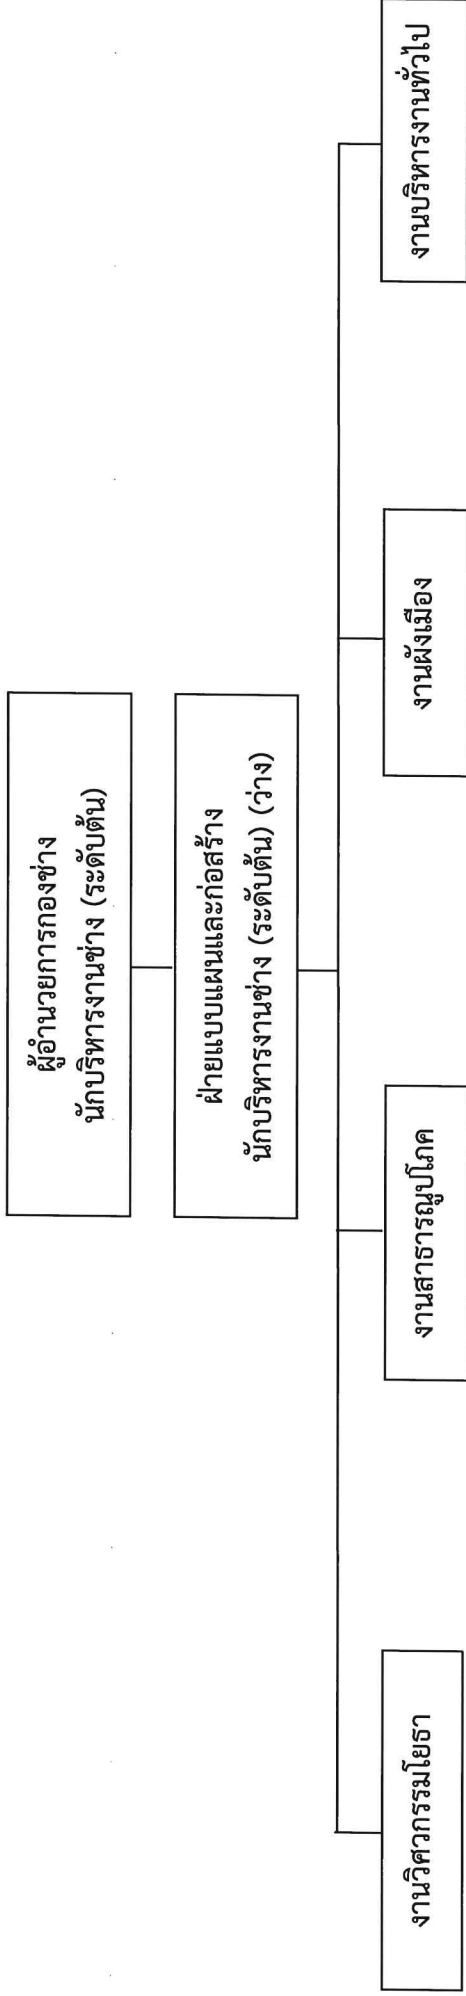 ผู้อำนวยการกองช่าง
นักบริหารงานช่าง (ระดับต้น)
ฝ่ายแบบแผนและก่อสร้าง
นักบริหารงานช่าง (ระดับต้น) (ว่าง)
งานวิศวกรรมโยธา
งานสาธารณูปโภค
งานผังเมือง
งานบริหารงานทั่วไป